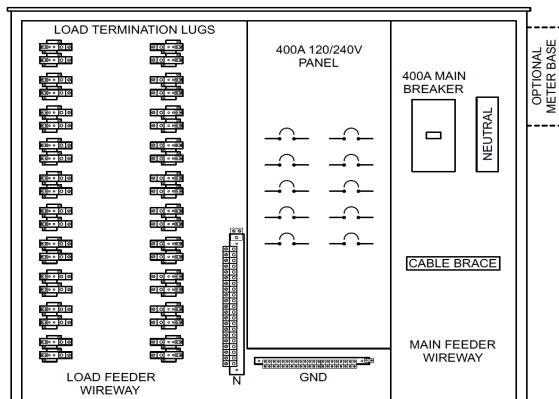 LOAD TERMINATION LUGS
400A 120/240V
PANEL
400A MAIN
BREAKER
NEUTRAL
OPTIONAL
METER BASE
CABLE BRACE
MAIN FEEDER
WIREWAY
LOAD FEEDER
WIREWAY
N
GND